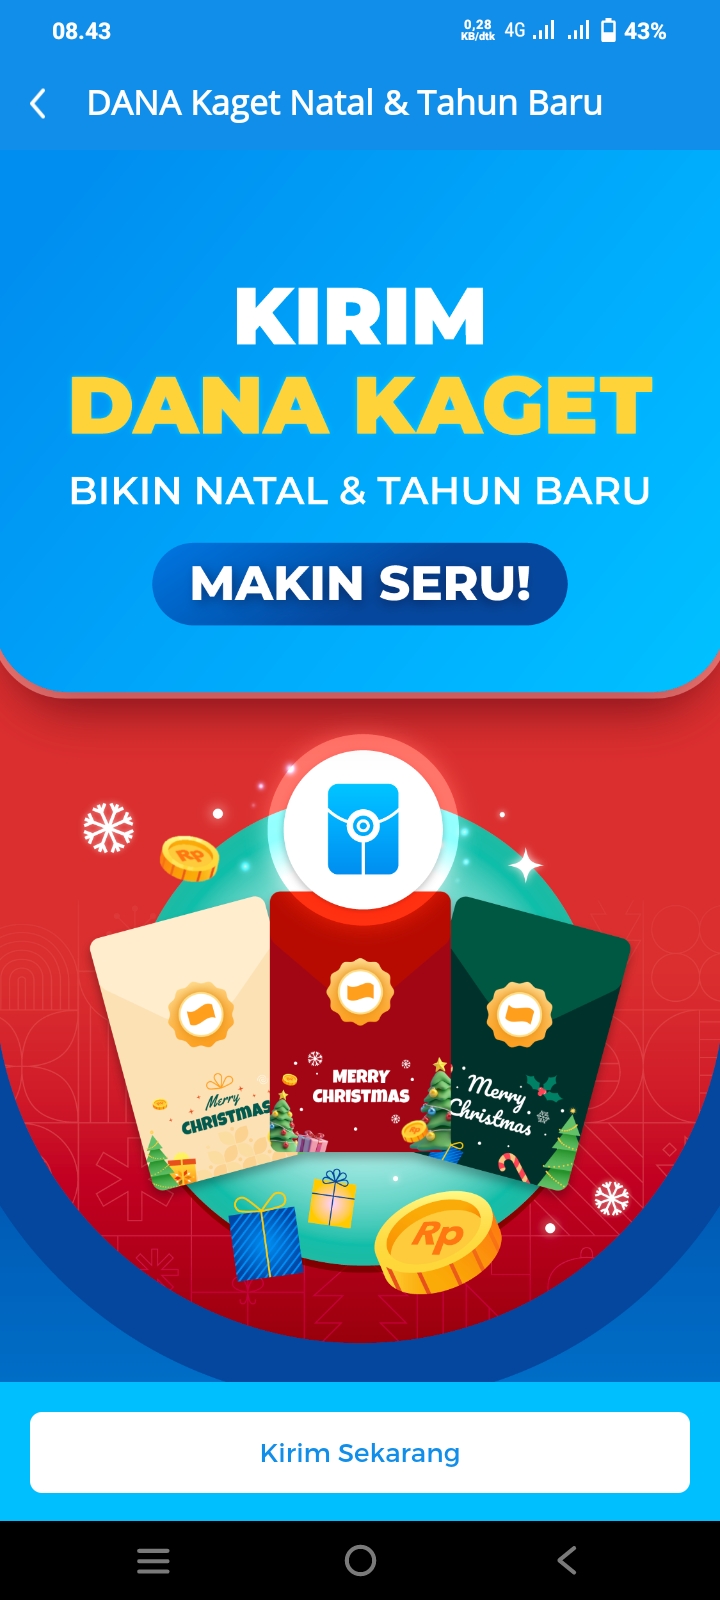 08.43
0,28
KB/dtk
4G
43%
DANA Kaget Natal & Tahun Baru
KIRIM
DANA KAGET
BIKIN NATAL & TAHUN BARU
MAKIN SERU!
Rp
Merry
CHRISTMAS
MERRY
CHRISTMAS
Merry
Christmas
Rp
Kirim Sekarang